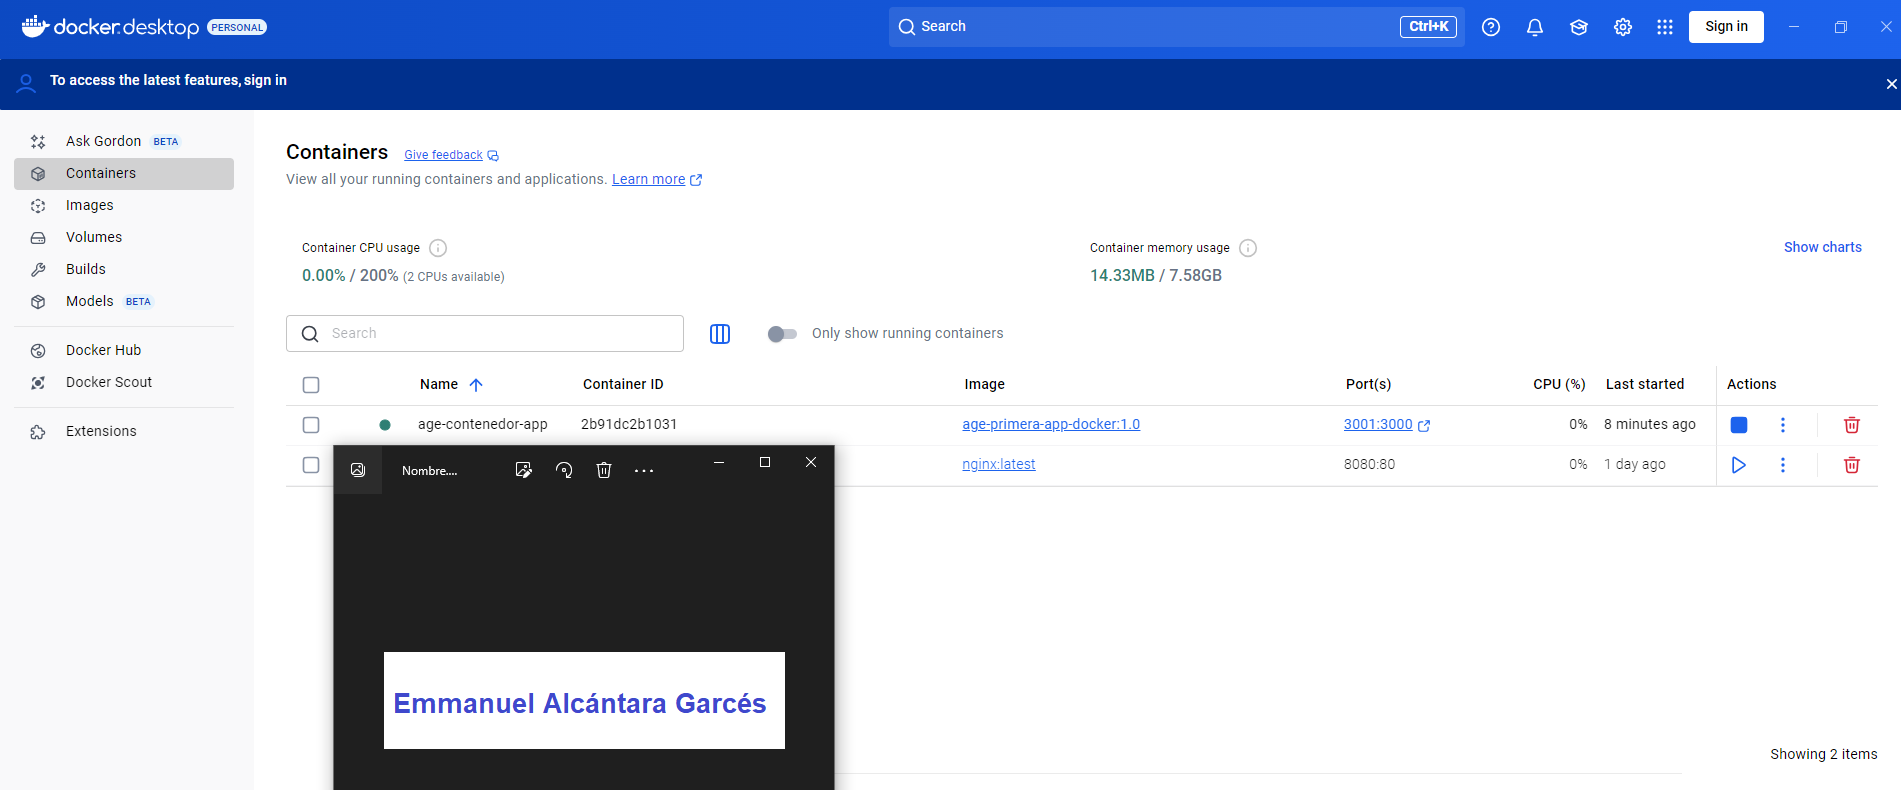 docker.desktop PERSONAL
Search Ctrl+K
Sign in
To access the latest features, sign in
Ask Gordon BETA
Containers
Images
Volumes
Builds
Models BETA
Docker Hub
Docker Scout
Extensions
Containers Give feedback
View all your running containers and applications. Learn more
Container CPU usage
0.00% / 200% (2 CPUs available)
Container memory usage
14.33MB / 7.58GB
Show charts
Search
Only show running containers
Name Container ID Image Port(s) CPU (%) Last started Actions
age-contenedor-app 2b91dc2b1031 age-primera-app-docker:1.0 3001:3000 0% 8 minutes ago
nginx:latest 8080:80 0% 1 day ago
Nombre....
Emmanuel Alcántara Garcés
Showing 2 items